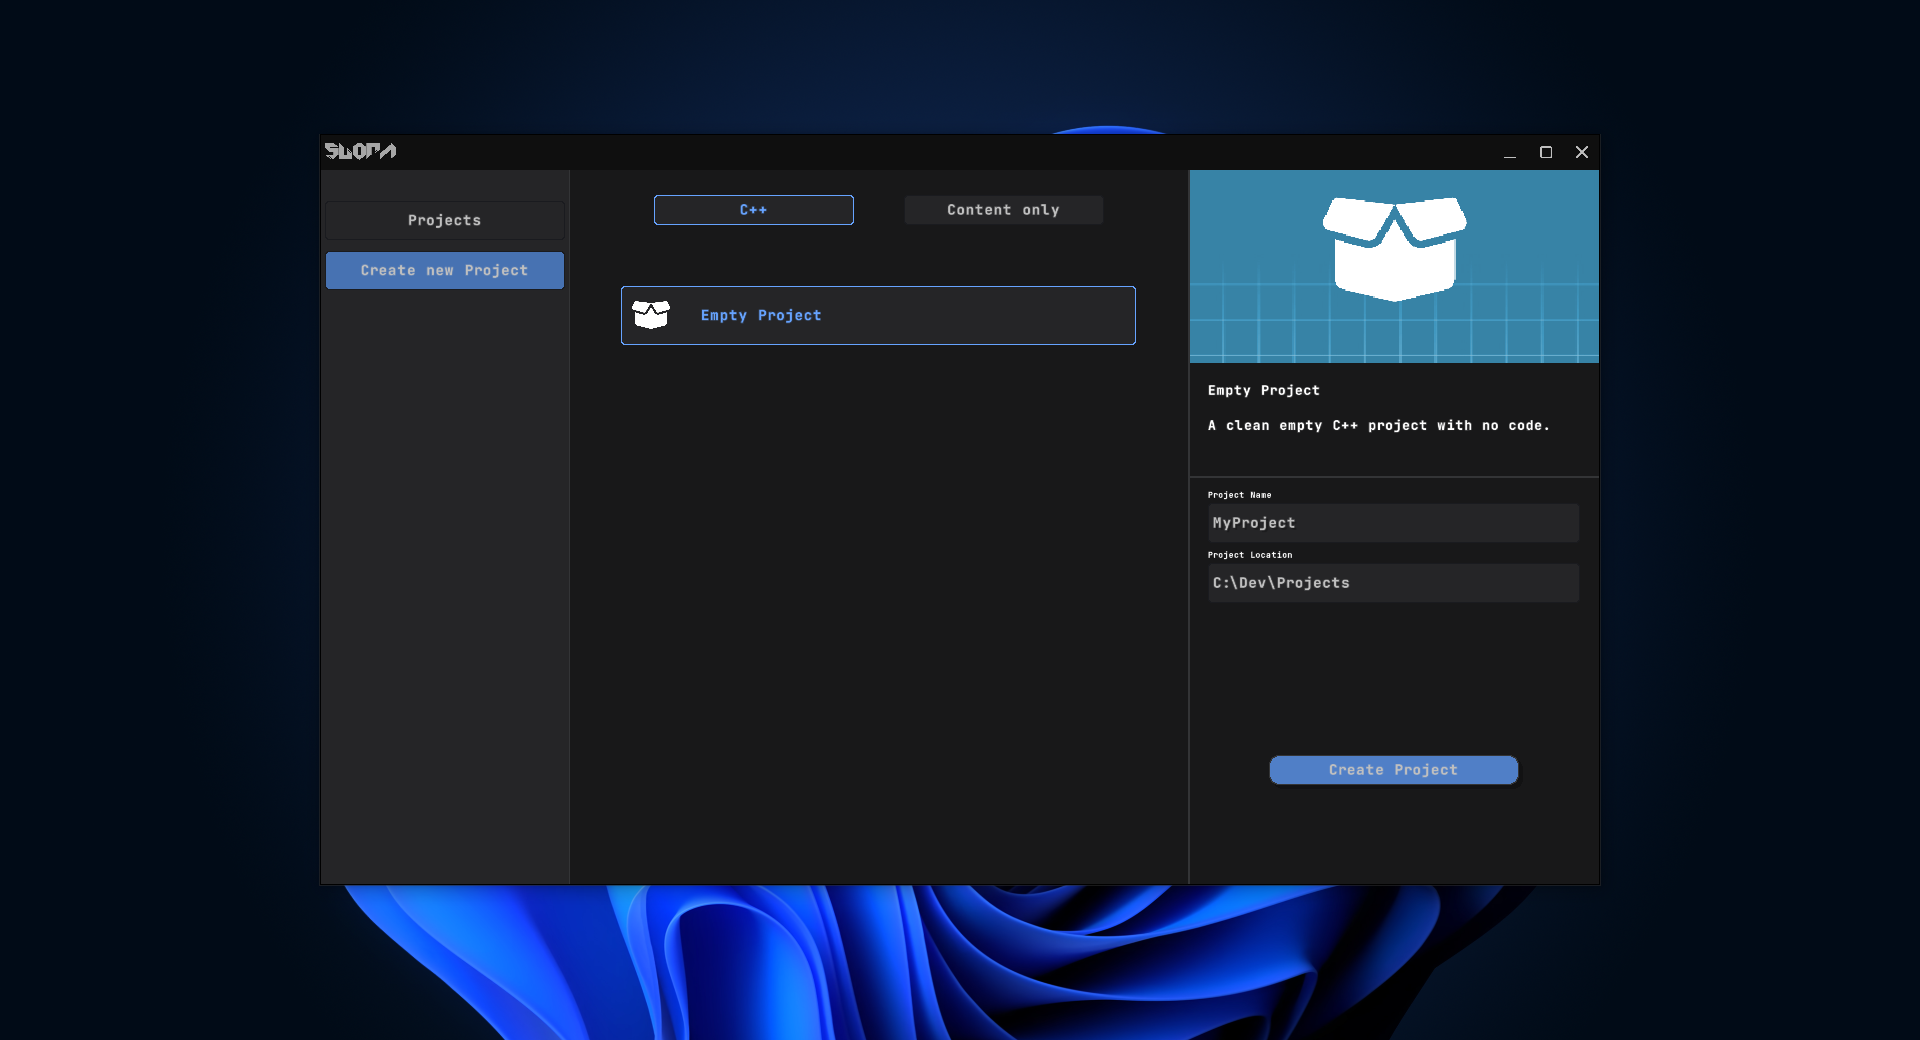 SLOPA
Projects
Create new Project
C++
Content only
Empty Project
Empty Project
A clean empty C++ project with no code.
Project Name
MyProject
Project Location
C:\Dev\Projects
Create Project